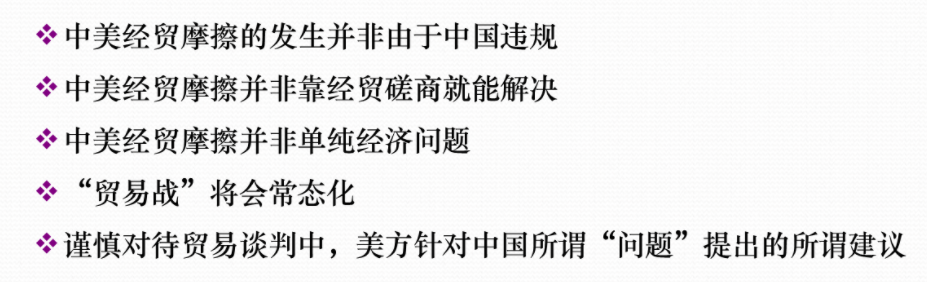 ❖中美经贸摩擦的发生并非由于中国违规
❖中美经贸摩擦并非靠经贸磋商就能解决
❖中美经贸摩擦并非单纯经济问题
❖“贸易战”将会常态化
❖谨慎对待贸易谈判中，美方针对中国所谓“问题”提出的所谓建议